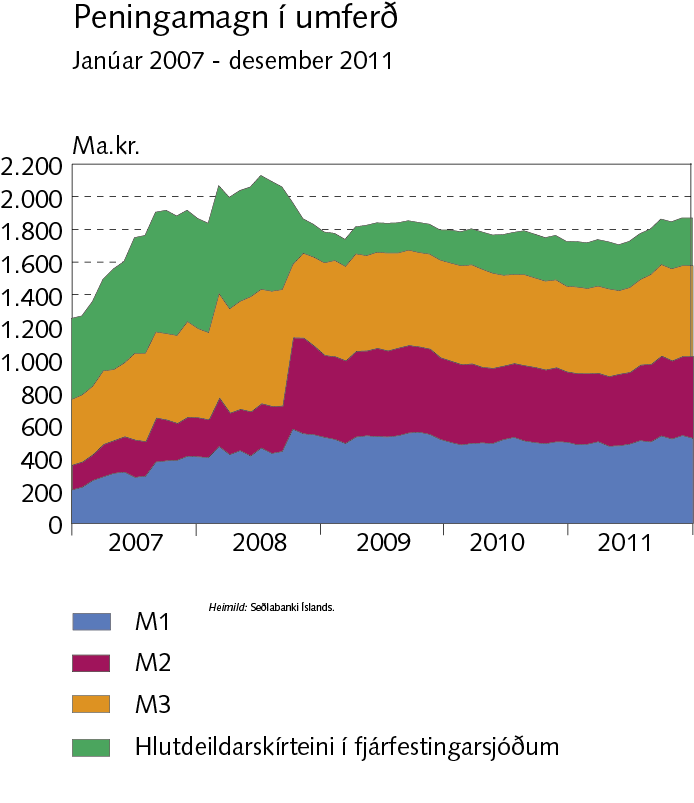 Peningamagn í umferð
Janúar 2007 - desember 2011
Ma.kr.
2.200
2.000
1.800
1.600
1.400
1.200
1.000
800
600
400
200
0
2007 2008 2009 2010 2011
Heimild: Seðlabanki Íslands.
M1
M2
M3
Hlutdeildarskírteini í fjárfestingarsjóðum